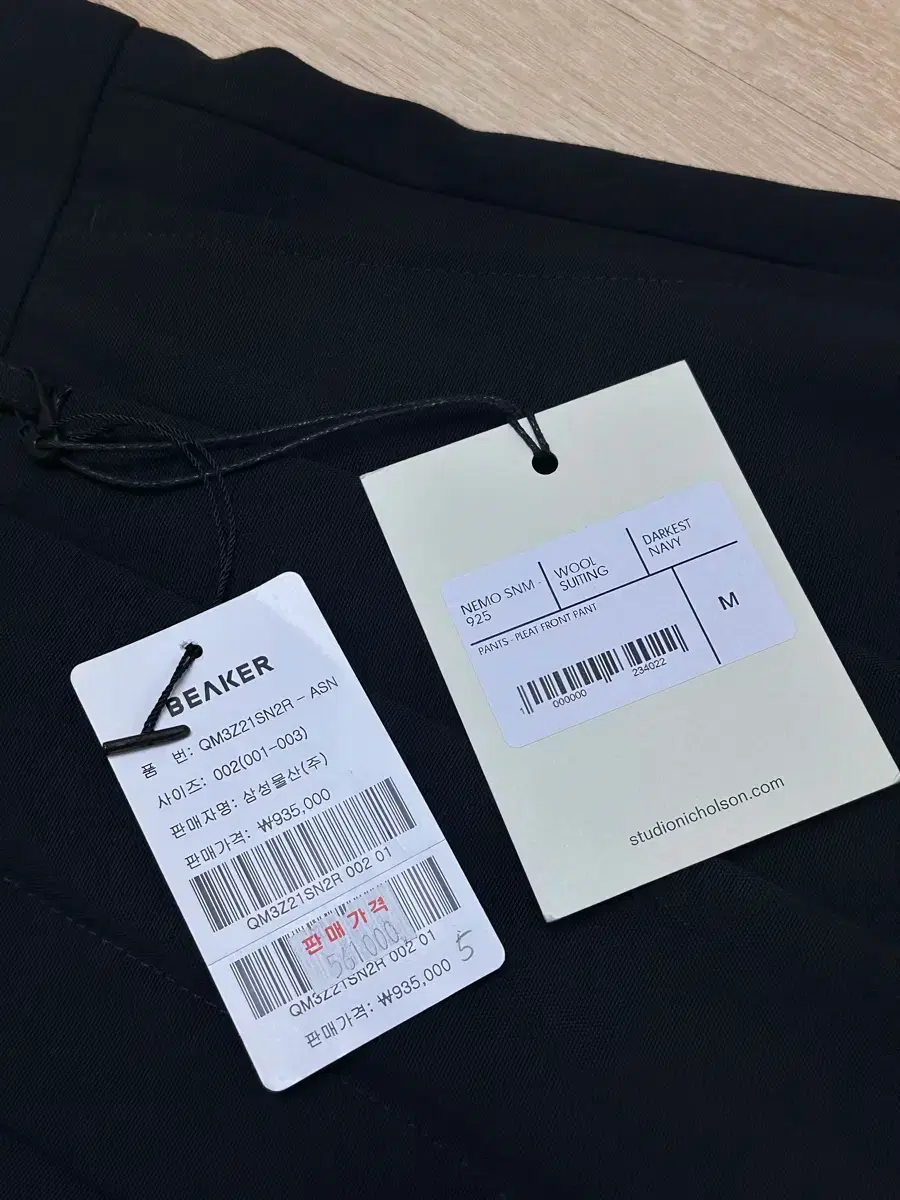 NEMO SNM -
925
WOOL
SUITING
DARKEST
NAVY
PANTS - PLEAT FRONT PANT
M
1 000000 234022
studionicholson.com
BEAKER
품 번: QM3Z21SN2R - ASN
사이즈: 002(001-003)
판매자명: 삼성물산(주)
판매가격: ₩935,000
QM3Z21SN2R 002 01
판매가격
561000
QM3Z21SN2R 002 01
5
판매가격: ₩935,000